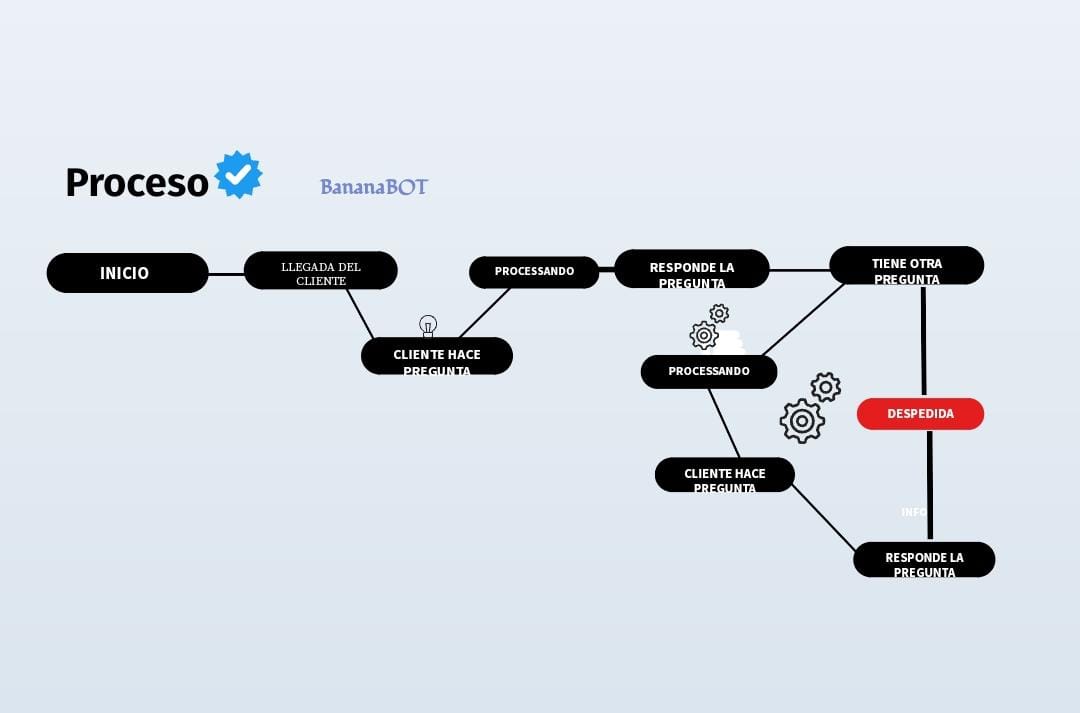 Proceso
BananaBOT
INICIO
LLEGADA DEL
CLIENTE
PROCESSANDO
RESPONDE LA
PREGUNTA
TIENE OTRA
PREGUNTA
CLIENTE HACE
PREGUNTA
PROCESSANDO
DESPEDIDA
CLIENTE HACE
PREGUNTA
INFO
RESPONDE LA
PREGUNTA